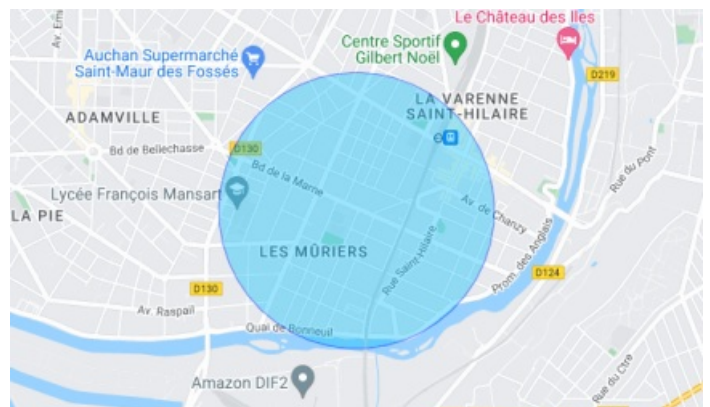 Le Château des Iles
Av. Em
Auchan Supermarché
Saint-Maur des Fossés
Centre Sportif
Gilbert Noël
D219
LA VARENNE
SAINT-HILAIRE
ADAMVILLE
Bd de Bellechasse
D130
Rue du Pont
Bd de la Marne
Lycée François Mansart
Av. de Chanzy
LA PIE
LES MÛRIERS
Rue Saint-Hilaire
Prom. des Anglais
D124
D130
Av. Raspail
Quai de Bonneuil
Amazon DIF2
Rue du Ctre